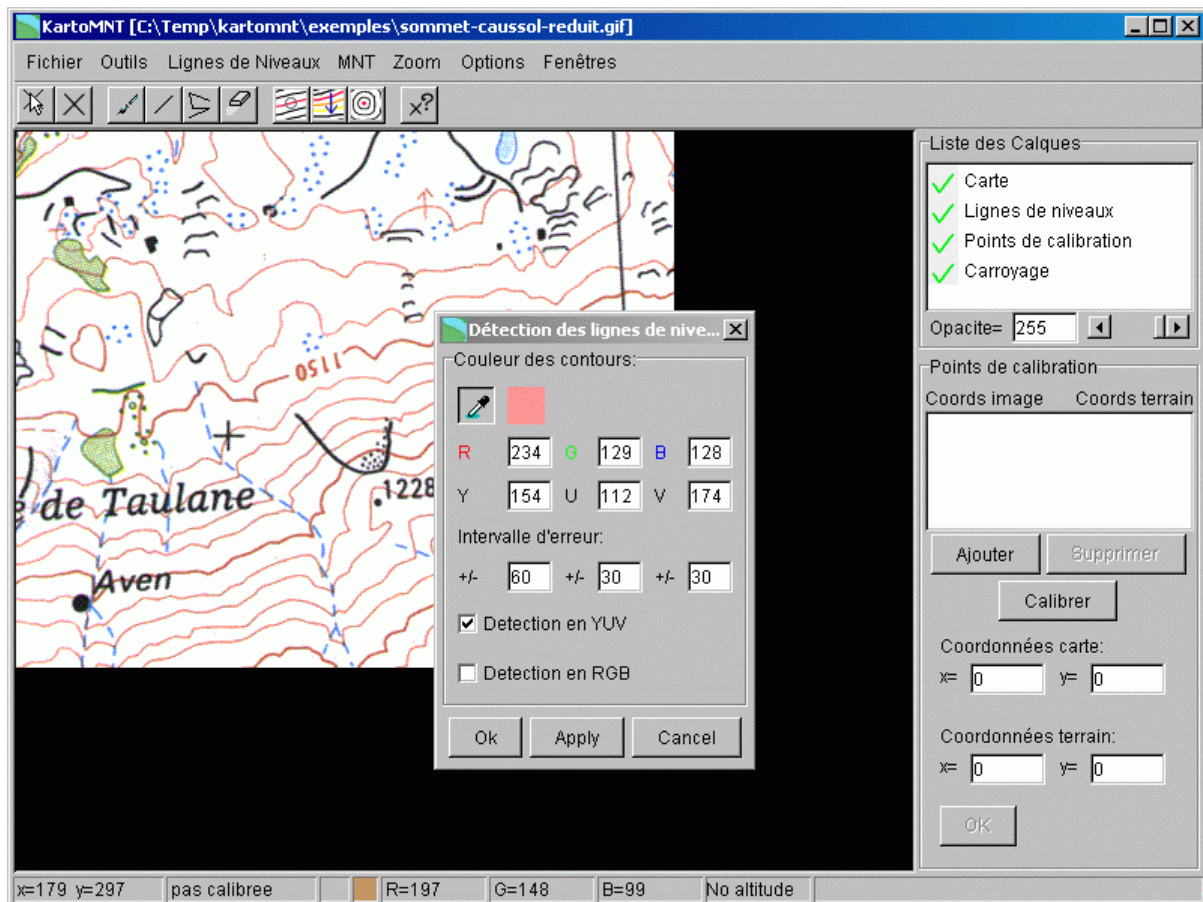 KartoMNT [C:\Temp\kartomnt\exemples\sommet-caussol-reduit.gif]
Fichier Outils Lignes de Niveaux MNT Zoom Options Fenêtres
x?
1150
1228
de Taulane
Aven
Détection des lignes de nive...
Couleur des contours:
R 234 G 129 B 128
Y 154 U 112 V 174
Intervalle d'erreur:
+/- 60 +/- 30 +/- 30
Detection en YUV
Detection en RGB
Ok Apply Cancel
Liste des Calques
Carte
Lignes de niveaux
Points de calibration
Carroyage
Opacite= 255
Points de calibration
Coords image Coords terrain
Ajouter Supprimer
Calibrer
Coordonnées carte:
x= 0 y= 0
Coordonnées terrain:
x= 0 y= 0
OK
x=179 y=297 pas calibree R=197 G=148 B=99 No altitude